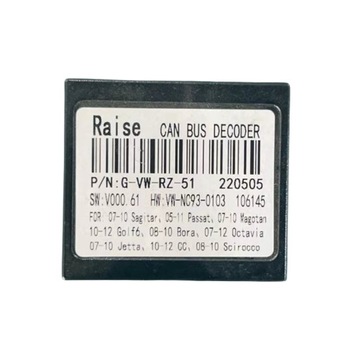 Raise CAN BUS DECODER
P/N:G-VW-RZ-51 220505
SW:V000.61 HW:VW-NC93-0103 106145
FOR 07-10 Sagitar, 05-11 Passat, 07-10 Magotan
10-12 Golf6, 08-10 Bora, 07-12 Octavia
07-10 Jetta, 10-12 CC, 08-10 Scirocco